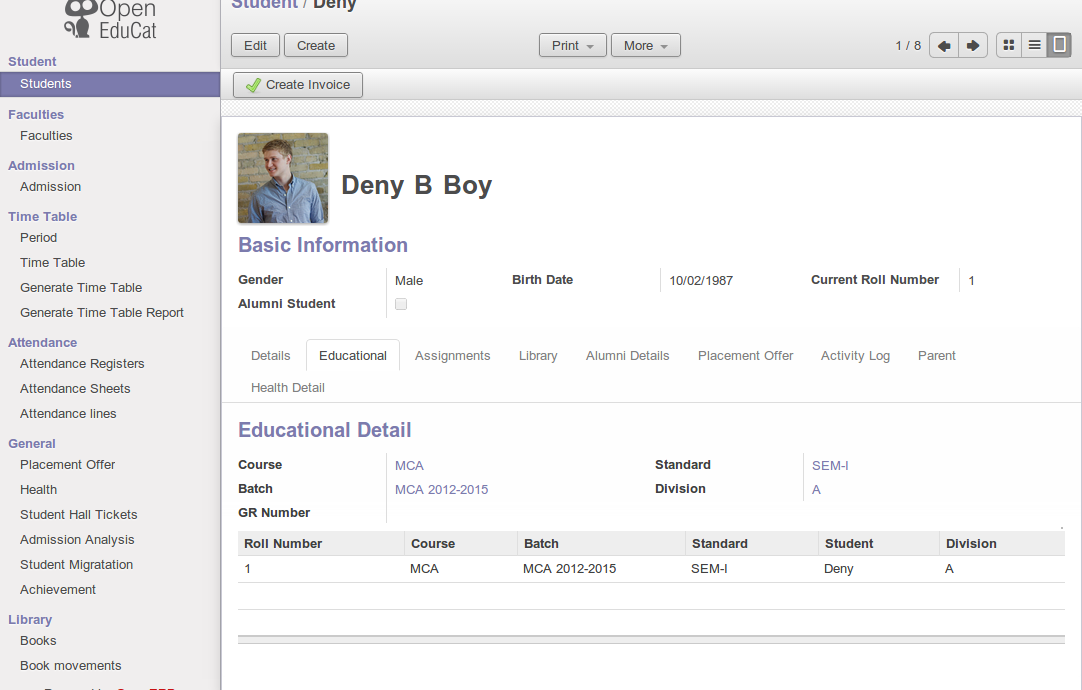 Open
EduCat
Student
Students
Faculties
Faculties
Admission
Admission
Time Table
Period
Time Table
Generate Time Table
Generate Time Table Report
Attendance
Attendance Registers
Attendance Sheets
Attendance lines
General
Placement Offer
Health
Student Hall Tickets
Admission Analysis
Student Migratation
Achievement
Library
Books
Book movements
Student / Deny
Edit Create Print More 1 / 8
Create Invoice
Deny B Boy
Basic Information
Gender Male Birth Date 10/02/1987 Current Roll Number 1
Alumni Student
Details Educational Assignments Library Alumni Details Placement Offer Activity Log Parent
Health Detail
Educational Detail
Course MCA Standard SEM-I
Batch MCA 2012-2015 Division A
GR Number
Roll Number Course Batch Standard Student Division
1 MCA MCA 2012-2015 SEM-I Deny A